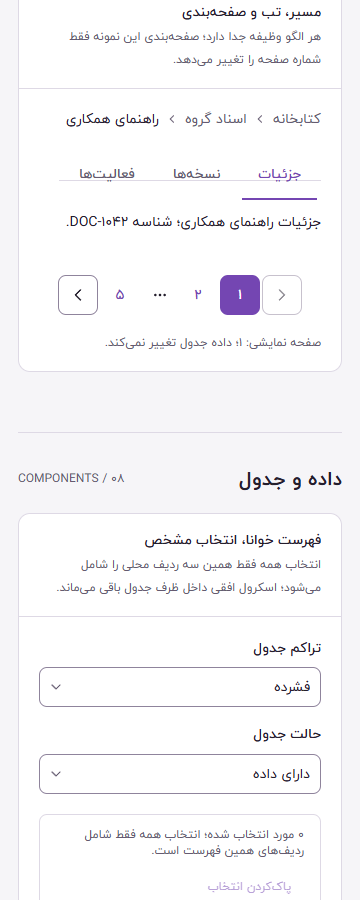 مسیر، تب و صفحه‌بندی
هر الگو وظیفه جدا دارد؛ صفحه‌بندی این نمونه فقط
شماره صفحه را تغییر می‌دهد.
کتابخانه
اسناد گروه
راهنمای همکاری
جزئیات
نسخه‌ها
فعالیت‌ها
جزئیات راهنمای همکاری؛ شناسه DOC-۱۰۴۲.
۱
۲
...
۵
صفحه نمایشی: ۱؛ داده جدول تغییر نمی‌کند.
داده و جدول
COMPONENTS / ۰۸
فهرست خوانا، انتخاب مشخص
انتخاب همه فقط همین سه ردیف محلی را شامل
می‌شود؛ اسکرول افقی داخل ظرف جدول باقی می‌ماند.
تراکم جدول
فشرده
حالت جدول
دارای داده
۰ مورد انتخاب شده؛ انتخاب همه فقط شامل
ردیف‌های همین فهرست است.
پاک‌کردن انتخاب